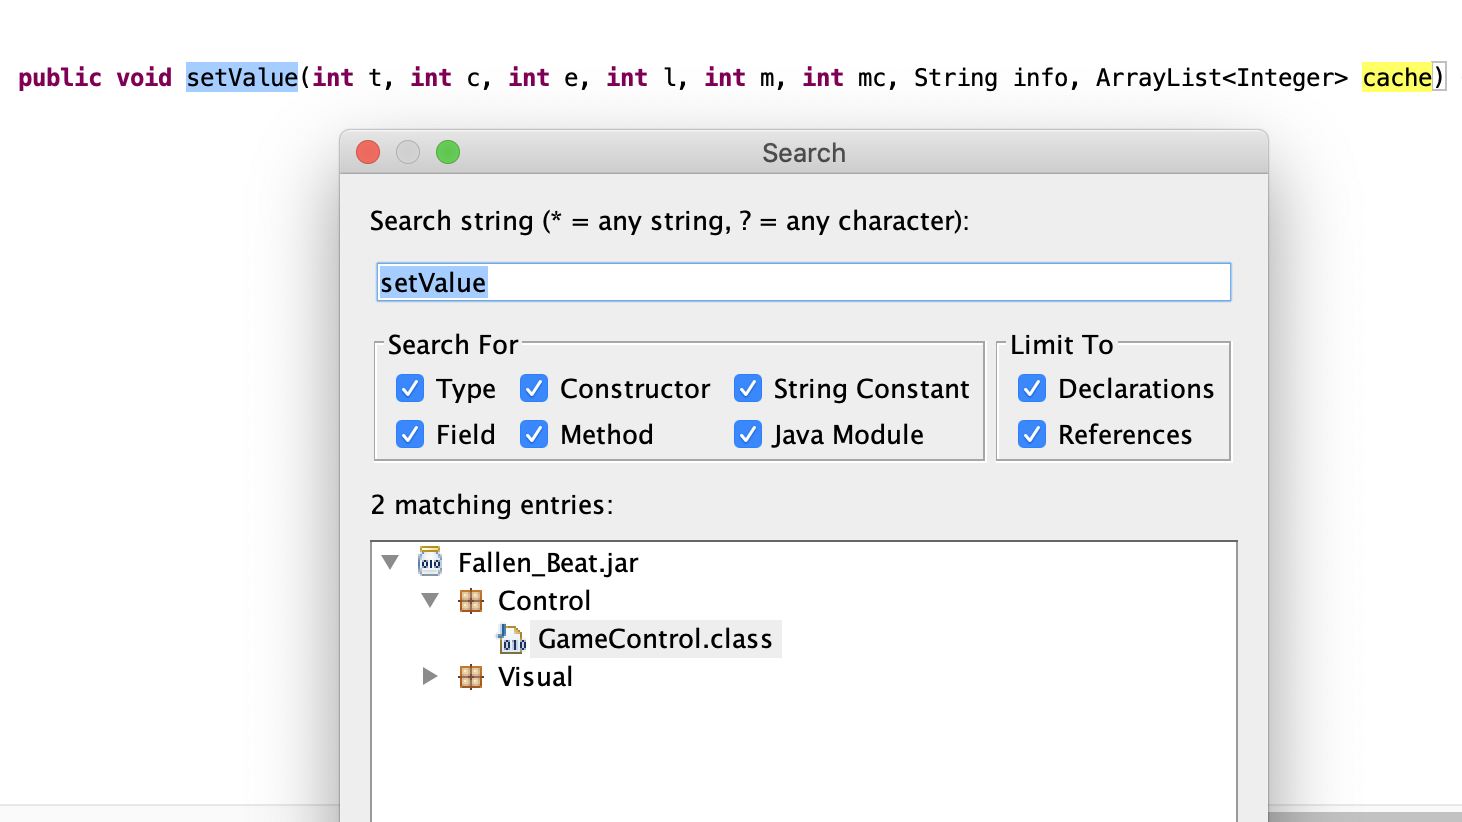 public void setValue(int t, int c, int e, int l, int m, int mc, String info, ArrayList<Integer> cache)
Search
Search string (* = any string, ? = any character):
setValue
Search For
Limit To
Type Constructor String Constant
Declarations
Field Method Java Module
References
2 matching entries:
Fallen_Beat.jar
Control
GameControl.class
Visual